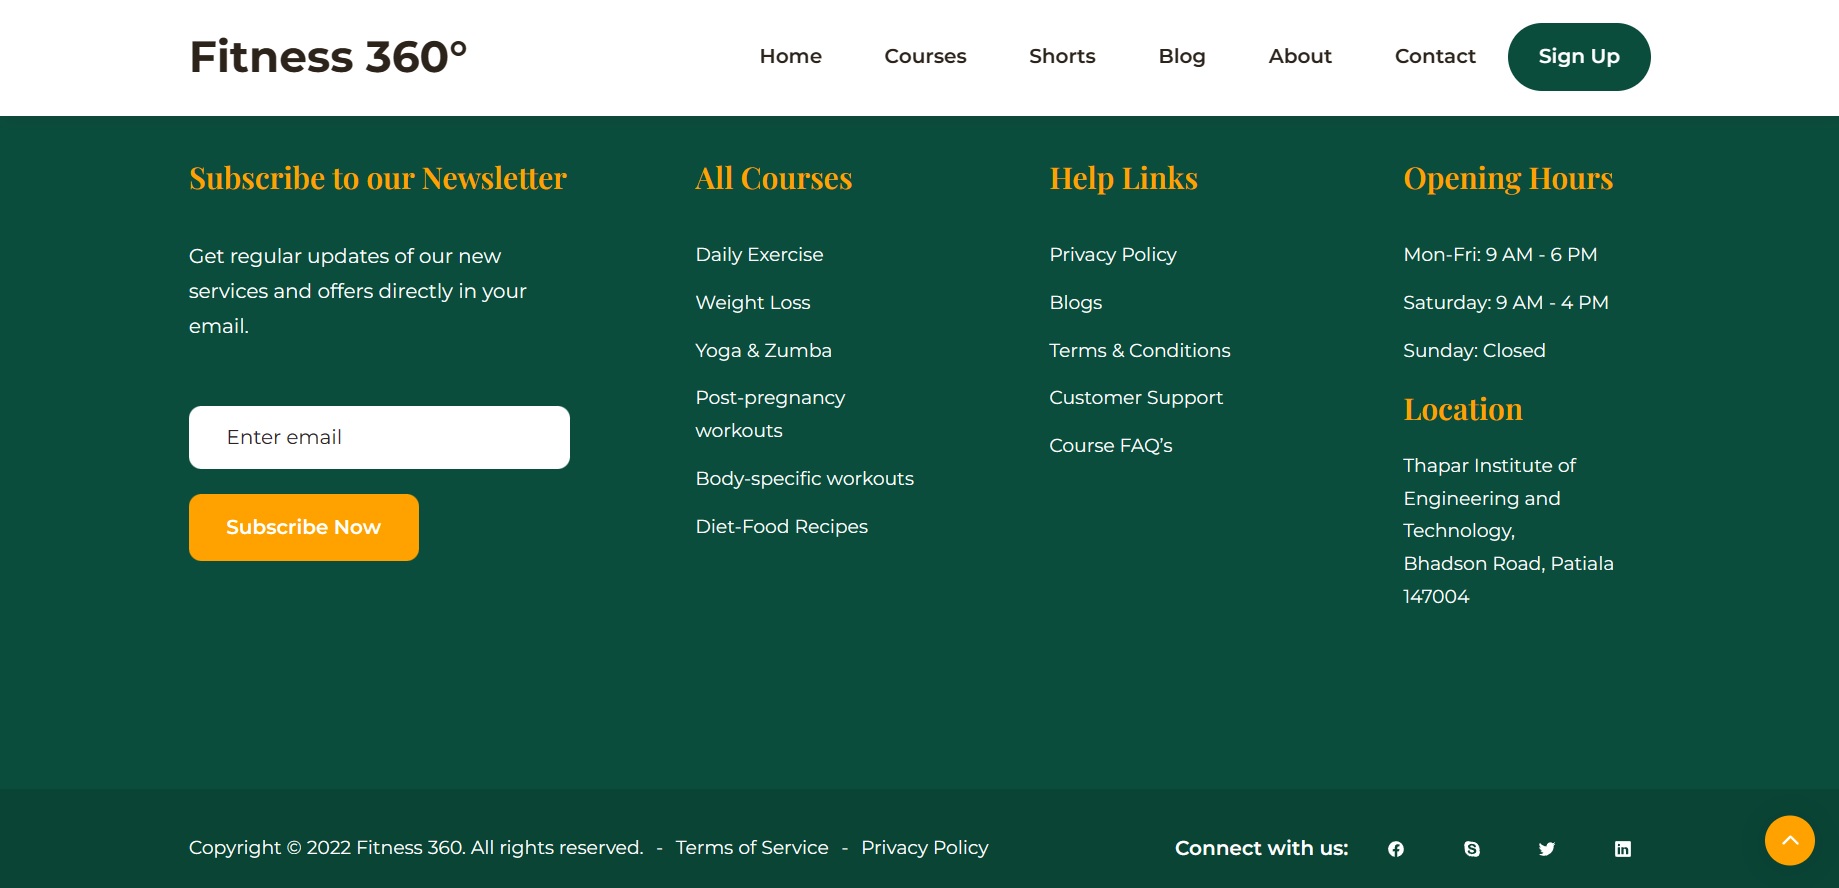 Fitness 360°
Home
Courses
Shorts
Blog
About
Contact
Sign Up
Subscribe to our Newsletter
Get regular updates of our new
services and offers directly in your
email.
Enter email
Subscribe Now
All Courses
Daily Exercise
Weight Loss
Yoga & Zumba
Post-pregnancy
workouts
Body-specific workouts
Diet-Food Recipes
Help Links
Privacy Policy
Blogs
Terms & Conditions
Customer Support
Course FAQ’s
Opening Hours
Mon-Fri: 9 AM - 6 PM
Saturday: 9 AM - 4 PM
Sunday: Closed
Location
Thapar Institute of
Engineering and
Technology,
Bhadson Road, Patiala
147004
Copyright © 2022 Fitness 360. All rights reserved. - Terms of Service - Privacy Policy
Connect with us: